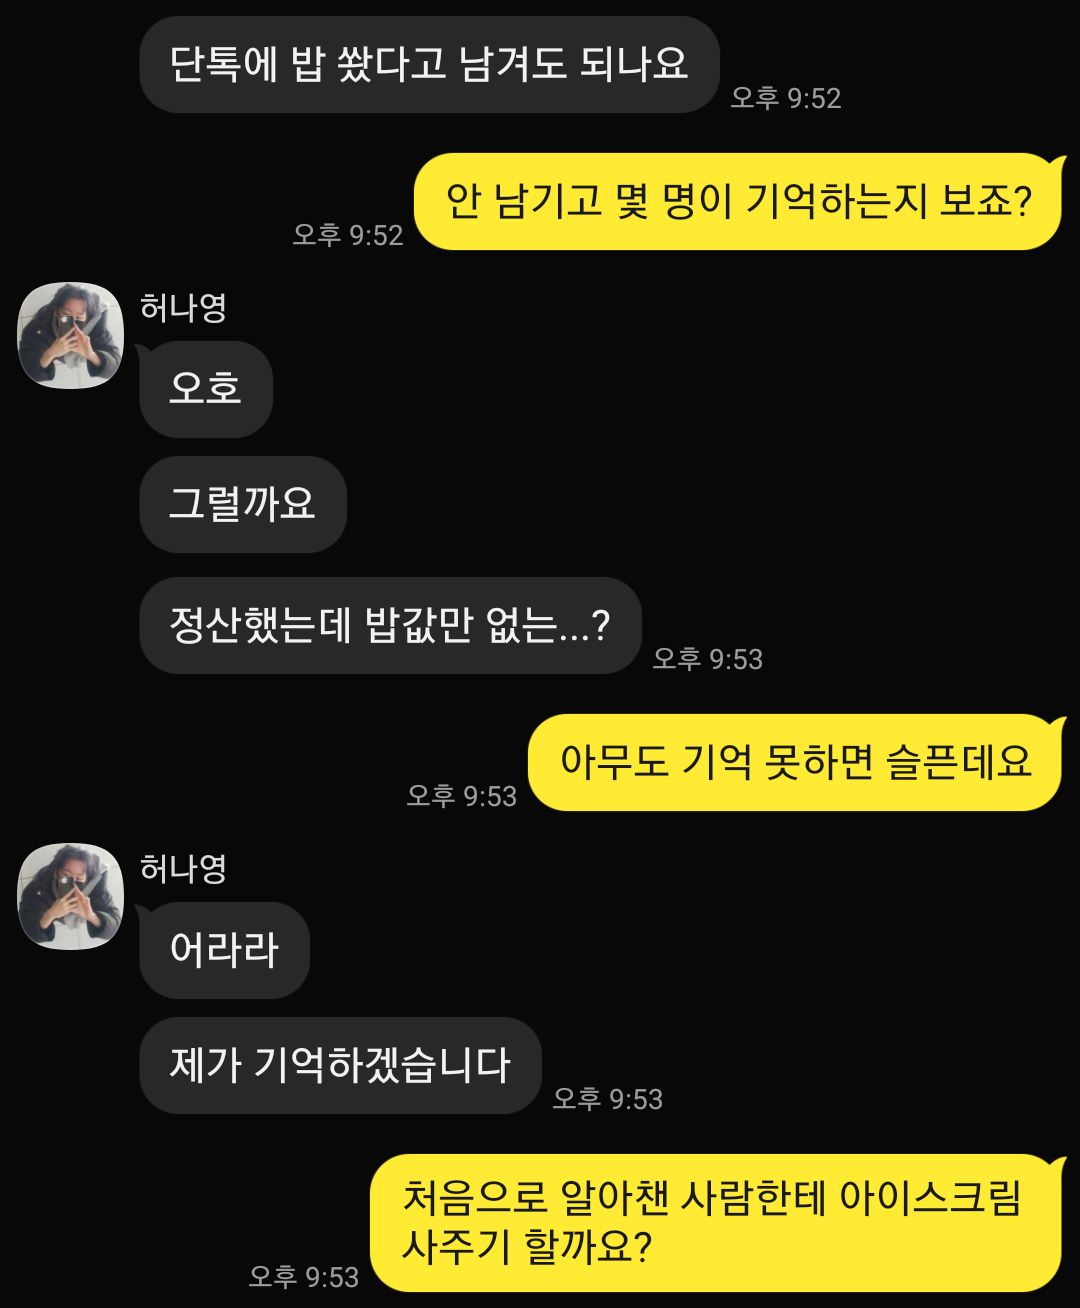 단톡에 밥 쐈다고 남겨도 되나요
오후 9:52
안 남기고 몇 명이 기억하는지 보죠?
오후 9:52
허나영
오호
그럴까요
정산했는데 밥값만 없는...?
오후 9:53
아무도 기억 못하면 슬픈데요
오후 9:53
허나영
어라라
제가 기억하겠습니다
오후 9:53
처음으로 알아챈 사람한테 아이스크림
사주기 할까요?
오후 9:53